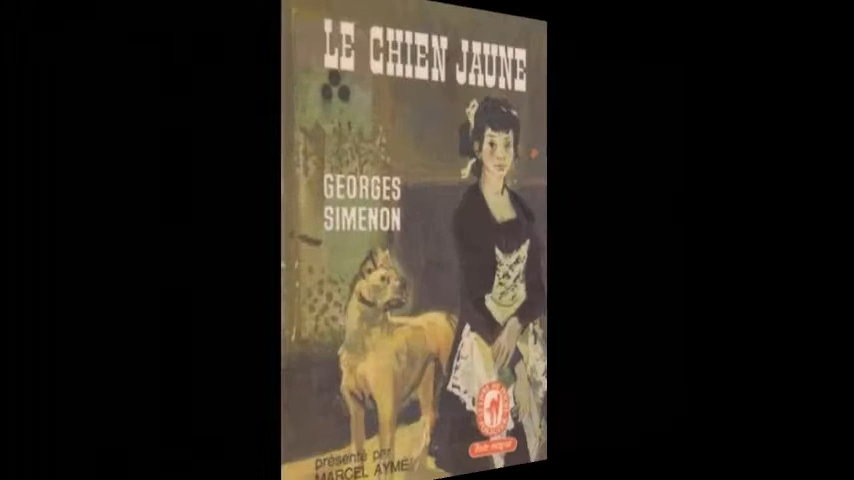 LE CHIEN JAUNE
GEORGES
SIMENON
présenté par
MARCEL AYMÉ